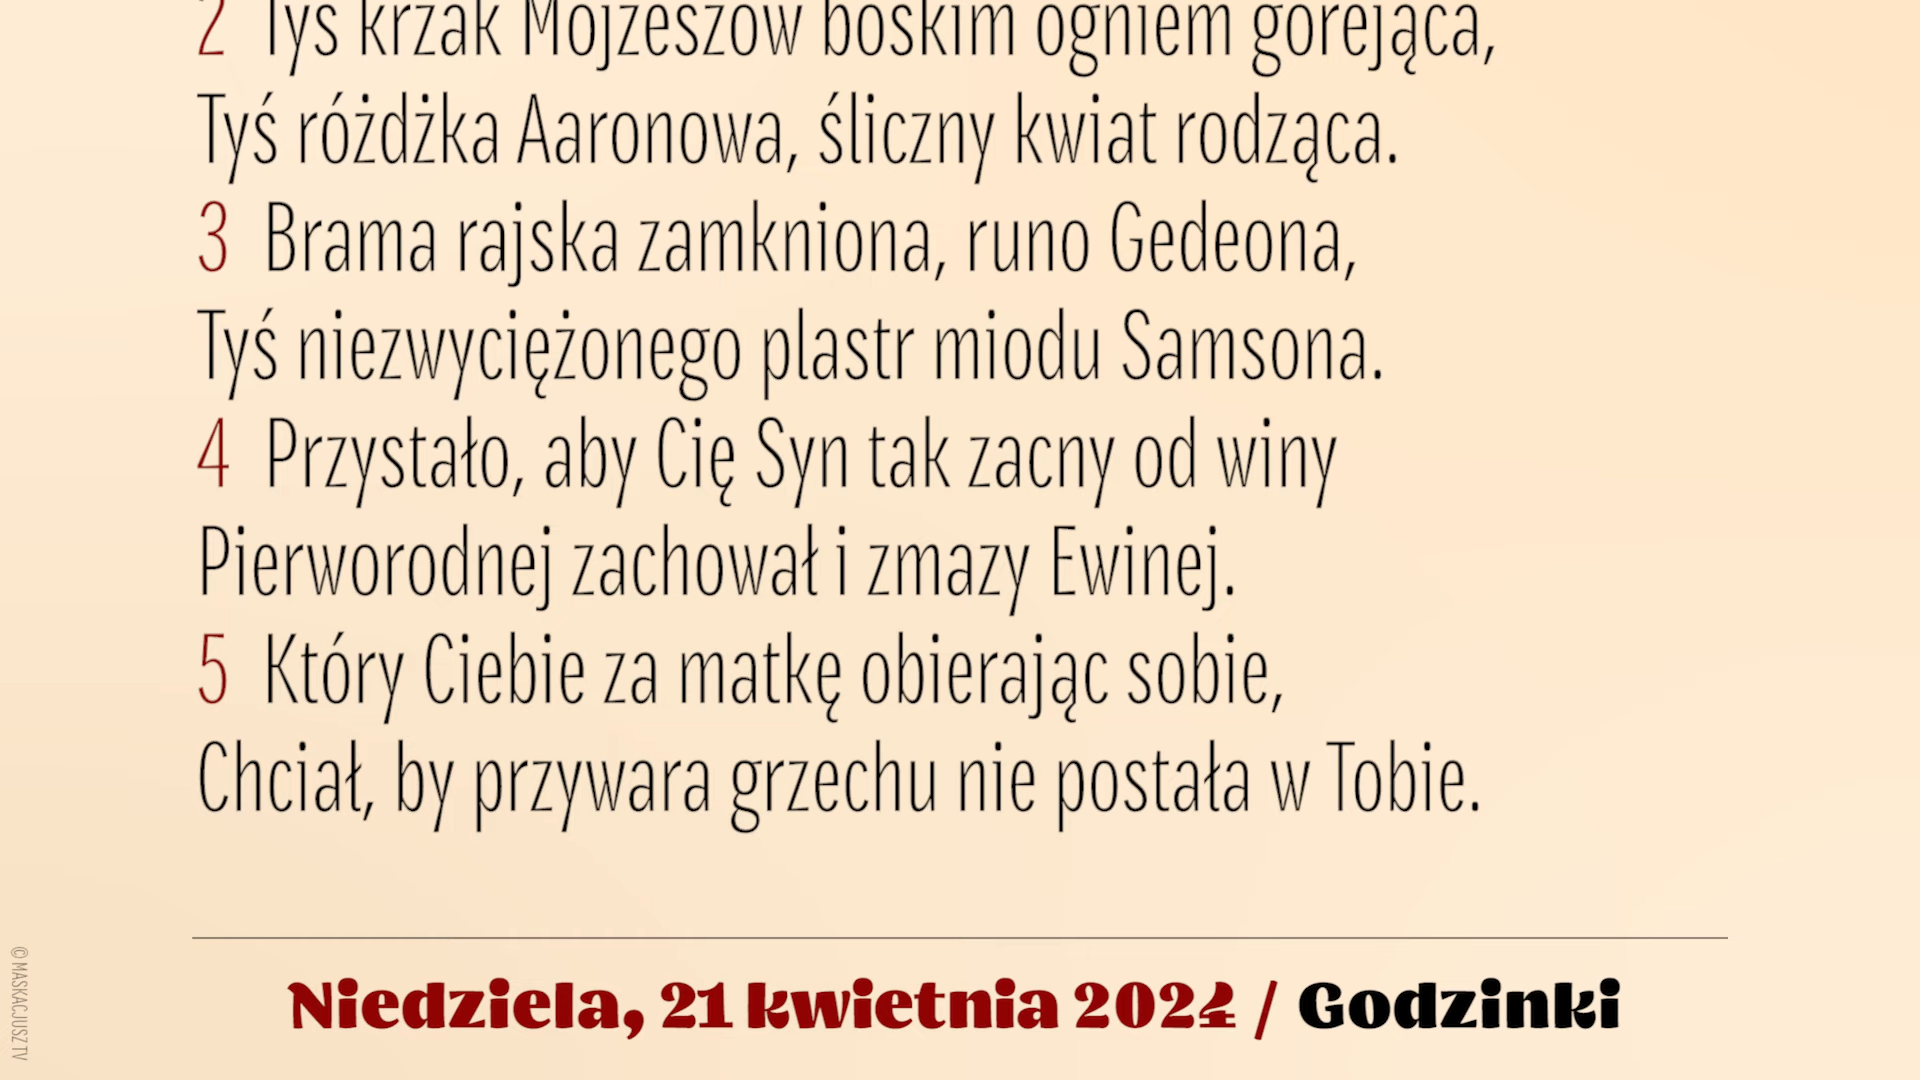 2 Tyś krzak Mojżeszów boskim ogniem gorejąca,
Tyś różdżka Aaronowa, śliczny kwiat rodząca.
3 Brama rajska zamkniona, runo Gedeona,
Tyś niezwyciężonego plastr miodu Samsona.
4 Przystało, aby Cię Syn tak zacny od winy
Pierworodnej zachował i zmazy Ewinej.
5 Który Ciebie za matkę obierając sobie,
Chciał, by przywara grzechu nie postała w Tobie.
Niedziela, 21 kwietnia 2024 / Godzinki
© MASKACJUSZ TV